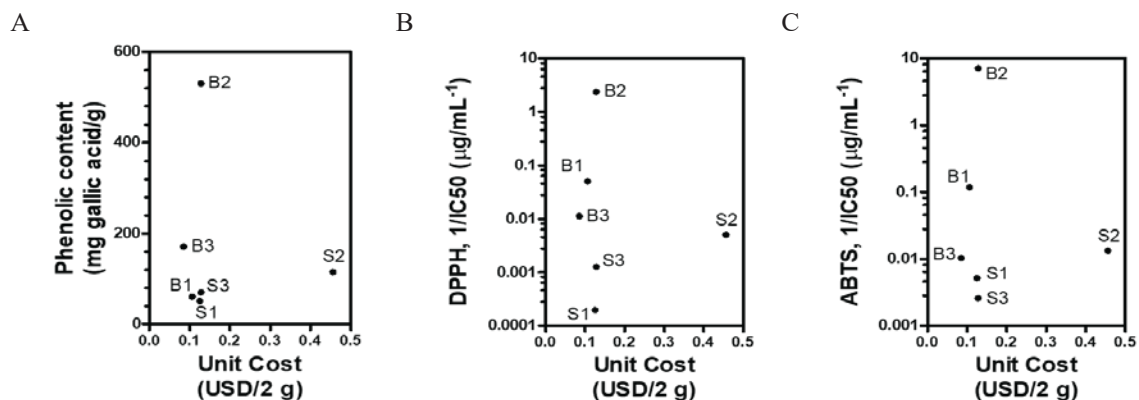 A
Phenolic content
(mg gallic acid/g)
600
400
200
0
B2
B3
S2
B1
S3
S1
0.0 0.1 0.2 0.3 0.4 0.5
Unit Cost
(USD/2 g)
B
DPPH, 1/IC50 (μg/mL-1)
10
1
0.1
0.01
0.001
0.0001
B2
B1
B3
S2
S3
S1
0.0 0.1 0.2 0.3 0.4 0.5
Unit Cost
(USD/2 g)
C
ABTS, 1/IC50 (μg/mL-1)
10
1
0.1
0.01
0.001
B2
B1
S2
B3
S1
S3
0.0 0.1 0.2 0.3 0.4 0.5
Unit Cost
(USD/2 g)